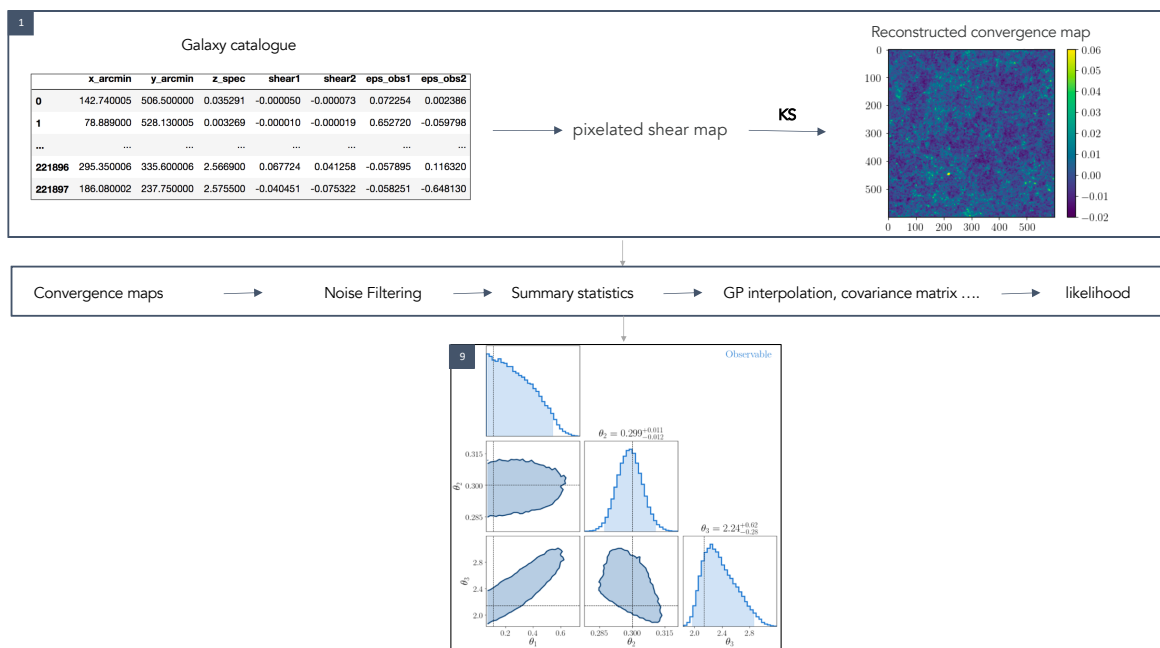 1
Galaxy catalogue
x_arcmin y_arcmin z_spec shear1 shear2 eps_obs1 eps_obs2
0 142.740005 506.500000 0.035291 -0.000050 -0.000073 0.072254 0.002386
1 78.889000 528.130005 0.003269 -0.000010 -0.000019 0.652720 -0.059798
... ... ... ... ... ... ... ...
221896 295.350006 335.600006 2.566900 0.067724 0.041258 -0.057895 0.116320
221897 186.080002 237.750000 2.575500 -0.040451 -0.075322 -0.058251 -0.648130
pixelated shear map
KS
Reconstructed convergence map
0
100
200
300
400
500
0 100 200 300 400 500
0.06
0.05
0.04
0.03
0.02
0.01
0.00
−0.01
−0.02
Convergence maps
Noise Filtering
Summary statistics
GP interpolation, covariance matrix ….
likelihood
9
Observable
θ₂ = 0.299⁺⁰·⁰¹¹₋₀.₀₁₂
0.315
0.300
0.285
θ₂
θ₃ = 2.24⁺⁰·⁶²₋₀.₂₈
2.8
2.4
2.0
θ₃
0.2 0.4 0.6
θ₁
0.285 0.300 0.315
θ₂
2.0 2.4 2.8
θ₃